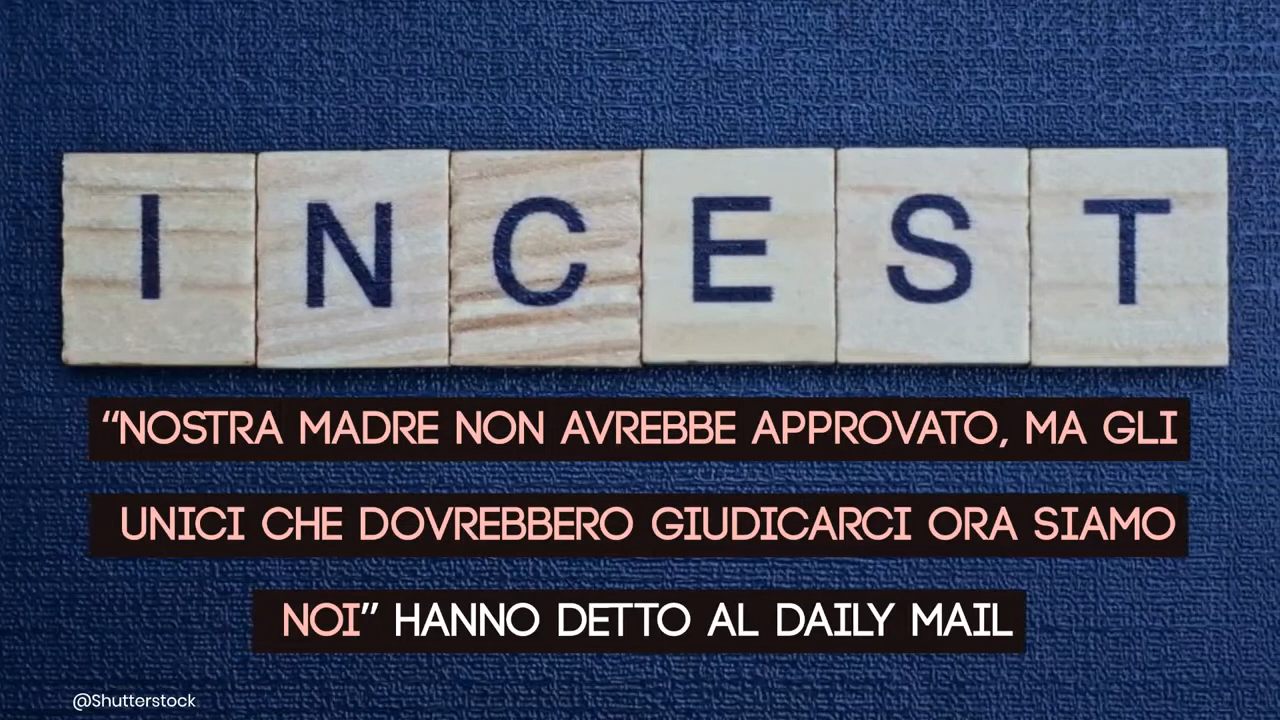 INCEST
“NOSTRA MADRE NON AVREBBE APPROVATO, MA GLI
UNICI CHE DOVREBBERO GIUDICARCI ORA SIAMO
NOI” HANNO DETTO AL DAILY MAIL
@Shutterstock